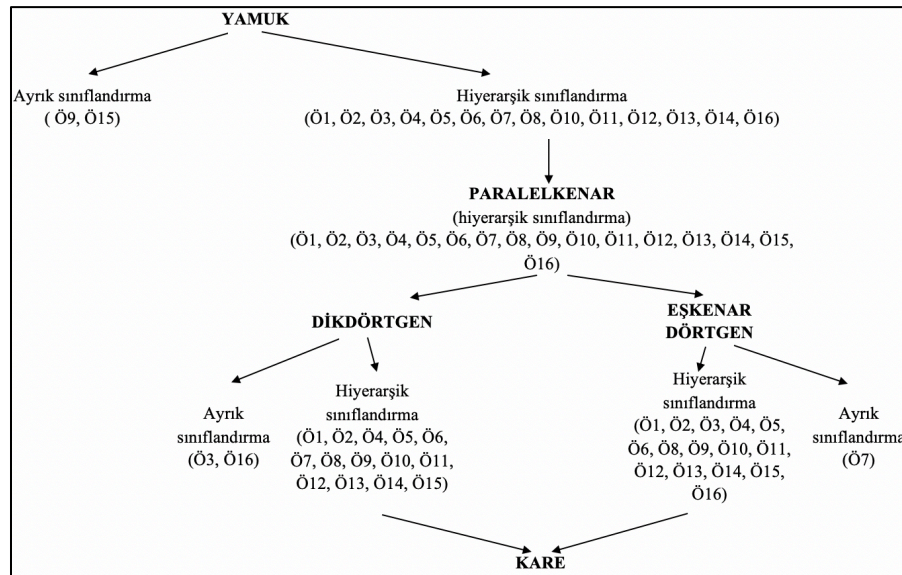 YAMUK
Ayrık sınıflandırma
( Ö9, Ö15)
Hiyerarşik sınıflandırma
(Ö1, Ö2, Ö3, Ö4, Ö5, Ö6, Ö7, Ö8, Ö10, Ö11, Ö12, Ö13, Ö14, Ö16)
PARALELKENAR
(hiyerarşik sınıflandırma)
(Ö1, Ö2, Ö3, Ö4, Ö5, Ö6, Ö7, Ö8, Ö9, Ö10, Ö11, Ö12, Ö13, Ö14, Ö15,
Ö16)
DİKDÖRTGEN
EŞKENAR
DÖRTGEN
Ayrık
sınıflandırma
(Ö3, Ö16)
Hiyerarşik
sınıflandırma
(Ö1, Ö2, Ö4, Ö5, Ö6,
Ö7, Ö8, Ö9, Ö10, Ö11,
Ö12, Ö13, Ö14, Ö15)
Hiyerarşik
sınıflandırma
(Ö1, Ö2, Ö3, Ö4, Ö5,
Ö6, Ö8, Ö9, Ö10, Ö11,
Ö12, Ö13, Ö14, Ö15,
Ö16)
Ayrık
sınıflandırma
(Ö7)
KARE